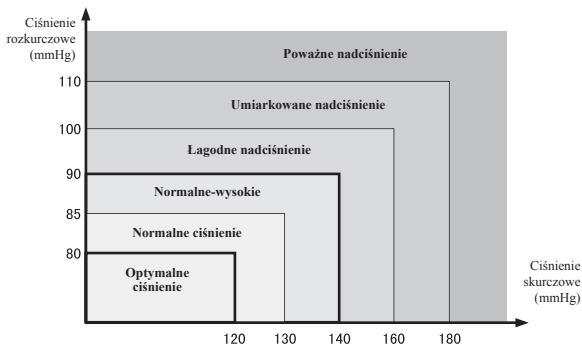 Ciśnienie
rozkurczowe
(mmHg)
Poważne nadciśnienie
110
Umiarkowane nadciśnienie
100
Łagodne nadciśnienie
90
Normalne-wysokie
85
Normalne ciśnienie
80
Optymalne
ciśnienie
Ciśnienie
skurczowe
(mmHg)
120 130 140 160 180